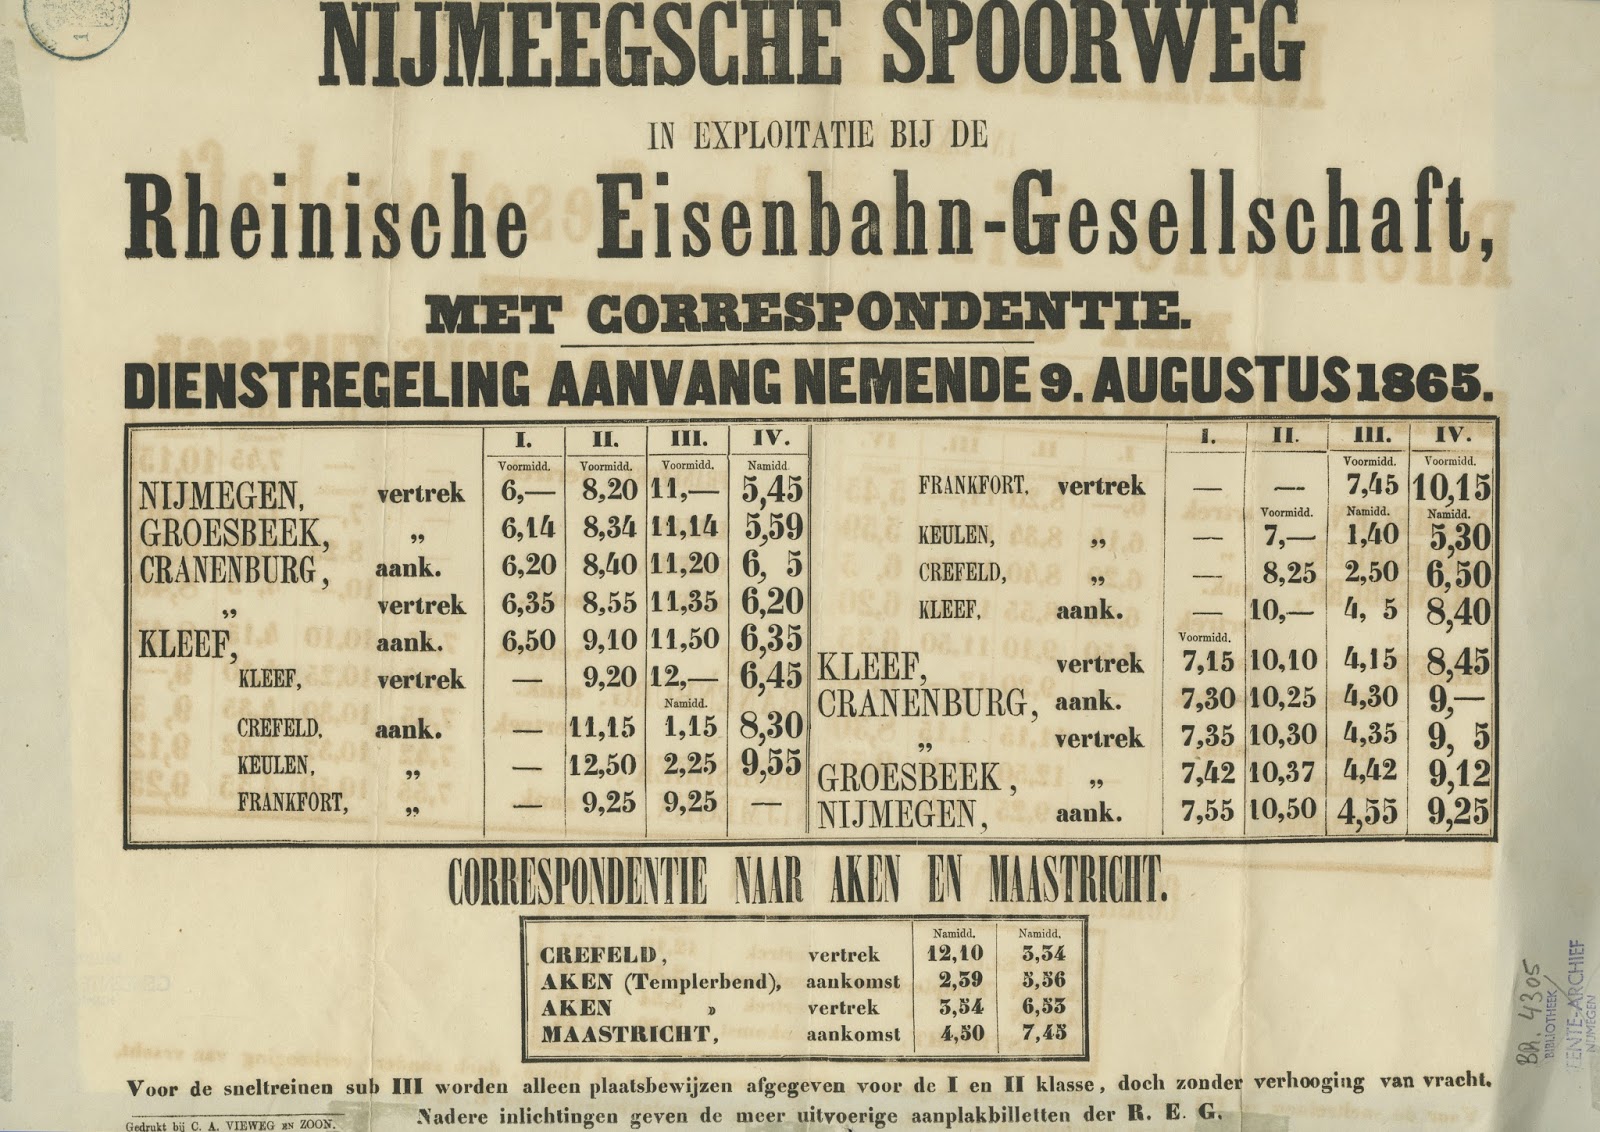 NIJMEEGSCHE SPOORWEG
IN EXPLOITATIE BIJ DE
Rheinische Eisenbahn-Gesellschaft,
MET CORRESPONDENTIE.
DIENSTREGELING AANVANG NEMENDE 9. AUGUSTUS 1865.
I. II. III. IV.
Voormidd. Voormidd. Voormidd. Namidd
NIJMEGEN, vertrek 6,— 8,20 11,— 5,45
GROESBEEK, „ 6,14 8,34 11,14 5,59
CRANENBURG, aank. 6,20 8,40 11,20 6, 5
„ vertrek 6,35 8,55 11,35 6,20
KLEEF, aank. 6,50 9,10 11,50 6,35
KLEEF, vertrek — 9,20 12,— 6,45
Namidd.
CREFELD, aank. — 11,15 1,15 8,30
KEULEN, „ — 12,50 2,25 9,55
FRANKFORT, „ — 9,25 9,25 —
I. II. III. IV.
Voormidd. Voormidd.
FRANKFORT, vertrek — — 7,45 10,15
Voormidd. Namidd. Namidd.
KEULEN, „ — 7,— 1,40 5,30
CREFELD, „ — 8,25 2,50 6,50
KLEEF, aank. — 10,— 4, 5 8,40
Voormidd.
KLEEF, vertrek 7,15 10,10 4,15 8,45
CRANENBURG, aank. 7,30 10,25 4,30 9,—
„ vertrek 7,35 10,30 4,35 9, 5
GROESBEEK, „ 7,42 10,37 4,42 9,12
NIJMEGEN, aank. 7,55 10,50 4,55 9,25
CORRESPONDENTIE NAAR AKEN EN MAASTRICHT.
Namidd. Namidd.
CREFELD, vertrek 12,10 3,34
AKEN (Templerbend), aankomst 2,39 5,56
AKEN » vertrek 3,54 6,53
MAASTRICHT, aankomst 4,50 7,45
Voor de sneltreinen sub III worden alleen plaatsbewijzen afgegeven voor de I en II klasse, doch zonder verhooging van vracht.
Nadere inlichtingen geven de meer uitvoerige aanplakbilletten der R. E. G.
Gedrukt bij C. A. VIEWEG EN ZOON.
BR. 4305
BIBLIOTHEEK
ENTE-ARCHIEF
NIJMEGEN